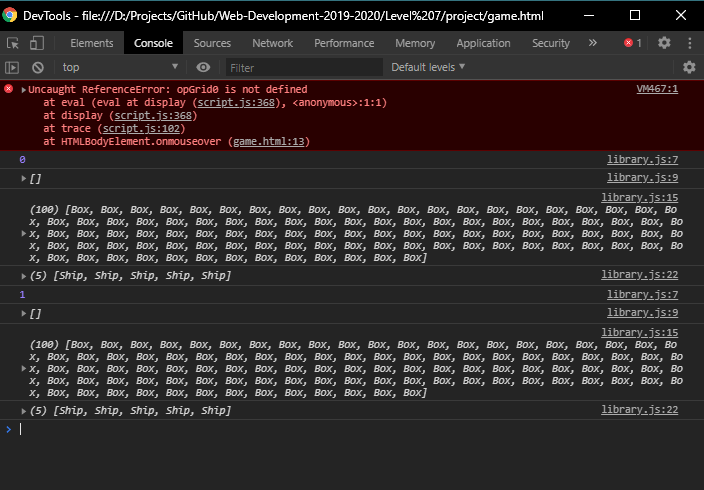 DevTools - file:///D:/Projects/GitHub/Web-Development-2019-2020/Level%207/project/game.html
Elements Console Sources Network Performance Memory Application Security » 1
top Filter Default levels
Uncaught ReferenceError: opGrid0 is not defined VM467:1
at eval (eval at display (script.js:368), <anonymous>:1:1)
at display (script.js:368)
at trace (script.js:102)
at HTMLBodyElement.onmouseover (game.html:13)
0 library.js:7
[] library.js:9
library.js:15
(100) [Box, Box, Box, Box, Box, Box, Box, Box, Box, Box, Box, Box, Box, Box, Box, Box, Box, Box, Box, Box, Bo
x, Box, Box, Box, Box, Box, Box, Box, Box, Box, Box, Box, Box, Box, Box, Box, Box, Box, Box, Box, Box, Box, Bo
x, Box, Box, Box, Box, Box, Box, Box, Box, Box, Box, Box, Box, Box, Box, Box, Box, Box, Box, Box, Box, Box, Bo
x, Box, Box, Box, Box, Box, Box, Box, Box, Box, Box, Box, Box, Box, Box, Box, Box, Box, Box, Box, Box, Box, Bo
x, Box, Box, Box, Box, Box, Box, Box, Box, Box, Box, Box, Box, Box]
(5) [Ship, Ship, Ship, Ship, Ship] library.js:22
1 library.js:7
[] library.js:9
library.js:15
(100) [Box, Box, Box, Box, Box, Box, Box, Box, Box, Box, Box, Box, Box, Box, Box, Box, Box, Box, Box, Box, Bo
x, Box, Box, Box, Box, Box, Box, Box, Box, Box, Box, Box, Box, Box, Box, Box, Box, Box, Box, Box, Box, Box, Bo
x, Box, Box, Box, Box, Box, Box, Box, Box, Box, Box, Box, Box, Box, Box, Box, Box, Box, Box, Box, Box, Box, Bo
x, Box, Box, Box, Box, Box, Box, Box, Box, Box, Box, Box, Box, Box, Box, Box, Box, Box, Box, Box, Box, Box, Bo
x, Box, Box, Box, Box, Box, Box, Box, Box, Box, Box, Box, Box, Box]
(5) [Ship, Ship, Ship, Ship, Ship] library.js:22
>